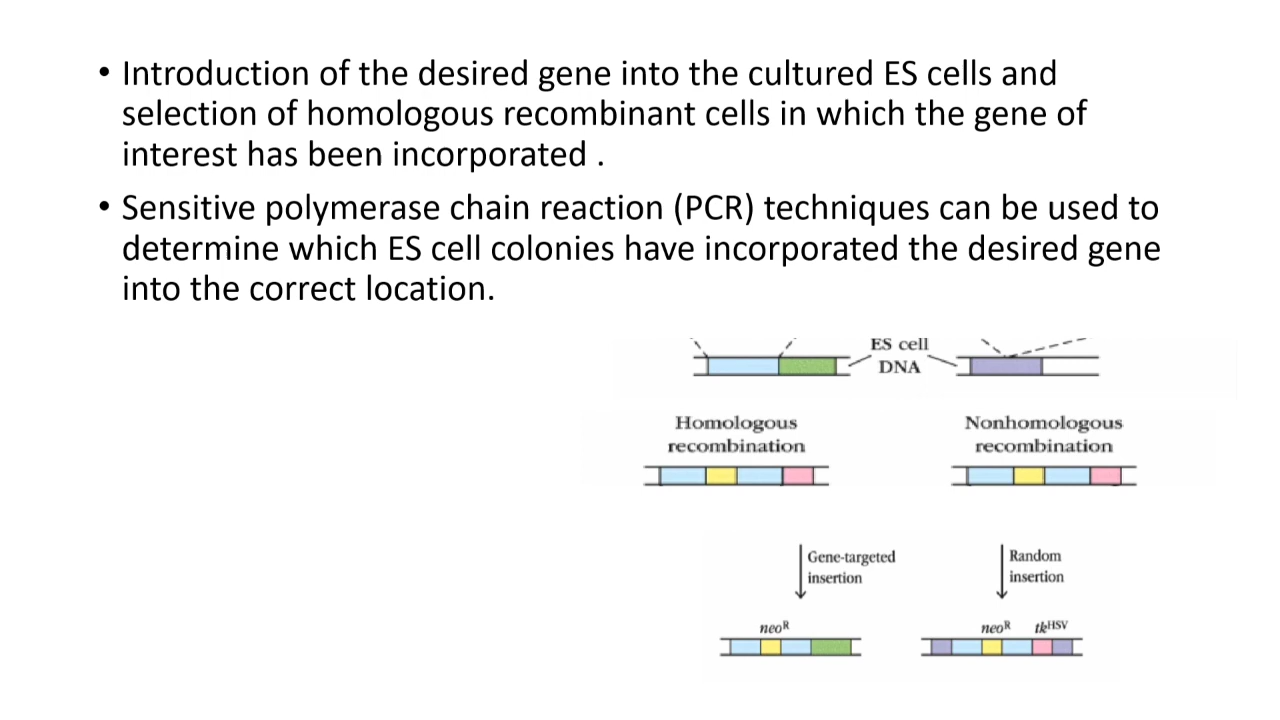 • Introduction of the desired gene into the cultured ES cells and
selection of homologous recombinant cells in which the gene of
interest has been incorporated .
• Sensitive polymerase chain reaction (PCR) techniques can be used to
determine which ES cell colonies have incorporated the desired gene
into the correct location.
ES cell
DNA
Homologous
recombination
Nonhomologous
recombination
Gene-targeted
insertion
Random
insertion
neoR
neoR tkHSV